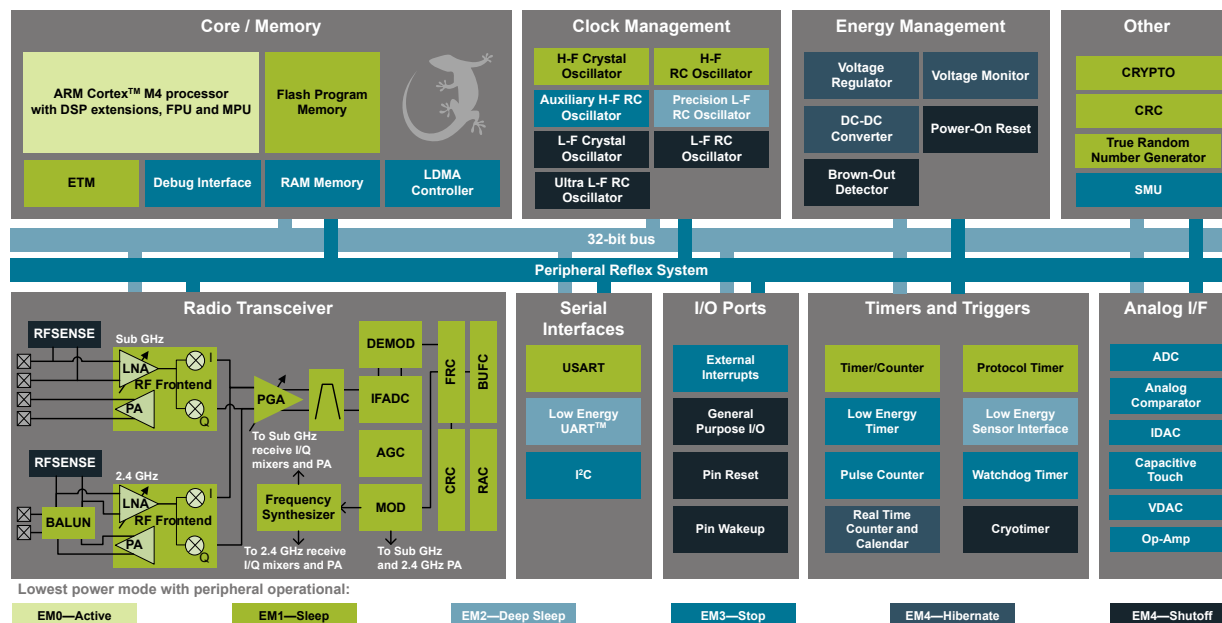 Core / Memory
ARM Cortex™ M4 processor
with DSP extensions, FPU and MPU
Flash Program
Memory
ETM
Debug Interface
RAM Memory
LDMA
Controller
Clock Management
H-F Crystal
Oscillator
H-F
RC Oscillator
Auxiliary H-F RC
Oscillator
Precision L-F
RC Oscillator
L-F Crystal
Oscillator
L-F RC
Oscillator
Ultra L-F RC
Oscillator
Energy Management
Voltage
Regulator
Voltage Monitor
DC-DC
Converter
Power-On Reset
Brown-Out
Detector
Other
CRYPTO
CRC
True Random
Number Generator
SMU
32-bit bus
Peripheral Reflex System
Radio Transceiver
RFSENSE
Sub GHz
LNA
RF Frontend
PA
I
Q
PGA
DEMOD
IFADC
AGC
MOD
FRC
BUFC
CRC
RAC
To Sub GHz
receive I/Q
mixers and PA
RFSENSE
2.4 GHz
LNA
BALUN
RF Frontend
PA
I
Q
Frequency
Synthesizer
To 2.4 GHz receive
I/Q mixers and PA
To Sub GHz
and 2.4 GHz PA
Serial
Interfaces
USART
Low Energy
UART™
I²C
I/O Ports
External
Interrupts
General
Purpose I/O
Pin Reset
Pin Wakeup
Timers and Triggers
Timer/Counter
Protocol Timer
Low Energy
Timer
Low Energy
Sensor Interface
Pulse Counter
Watchdog Timer
Real Time
Counter and
Calendar
Cryotimer
Analog I/F
ADC
Analog
Comparator
IDAC
Capacitive
Touch
VDAC
Op-Amp
Lowest power mode with peripheral operational:
EM0—Active
EM1—Sleep
EM2—Deep Sleep
EM3—Stop
EM4—Hibernate
EM4—Shutoff